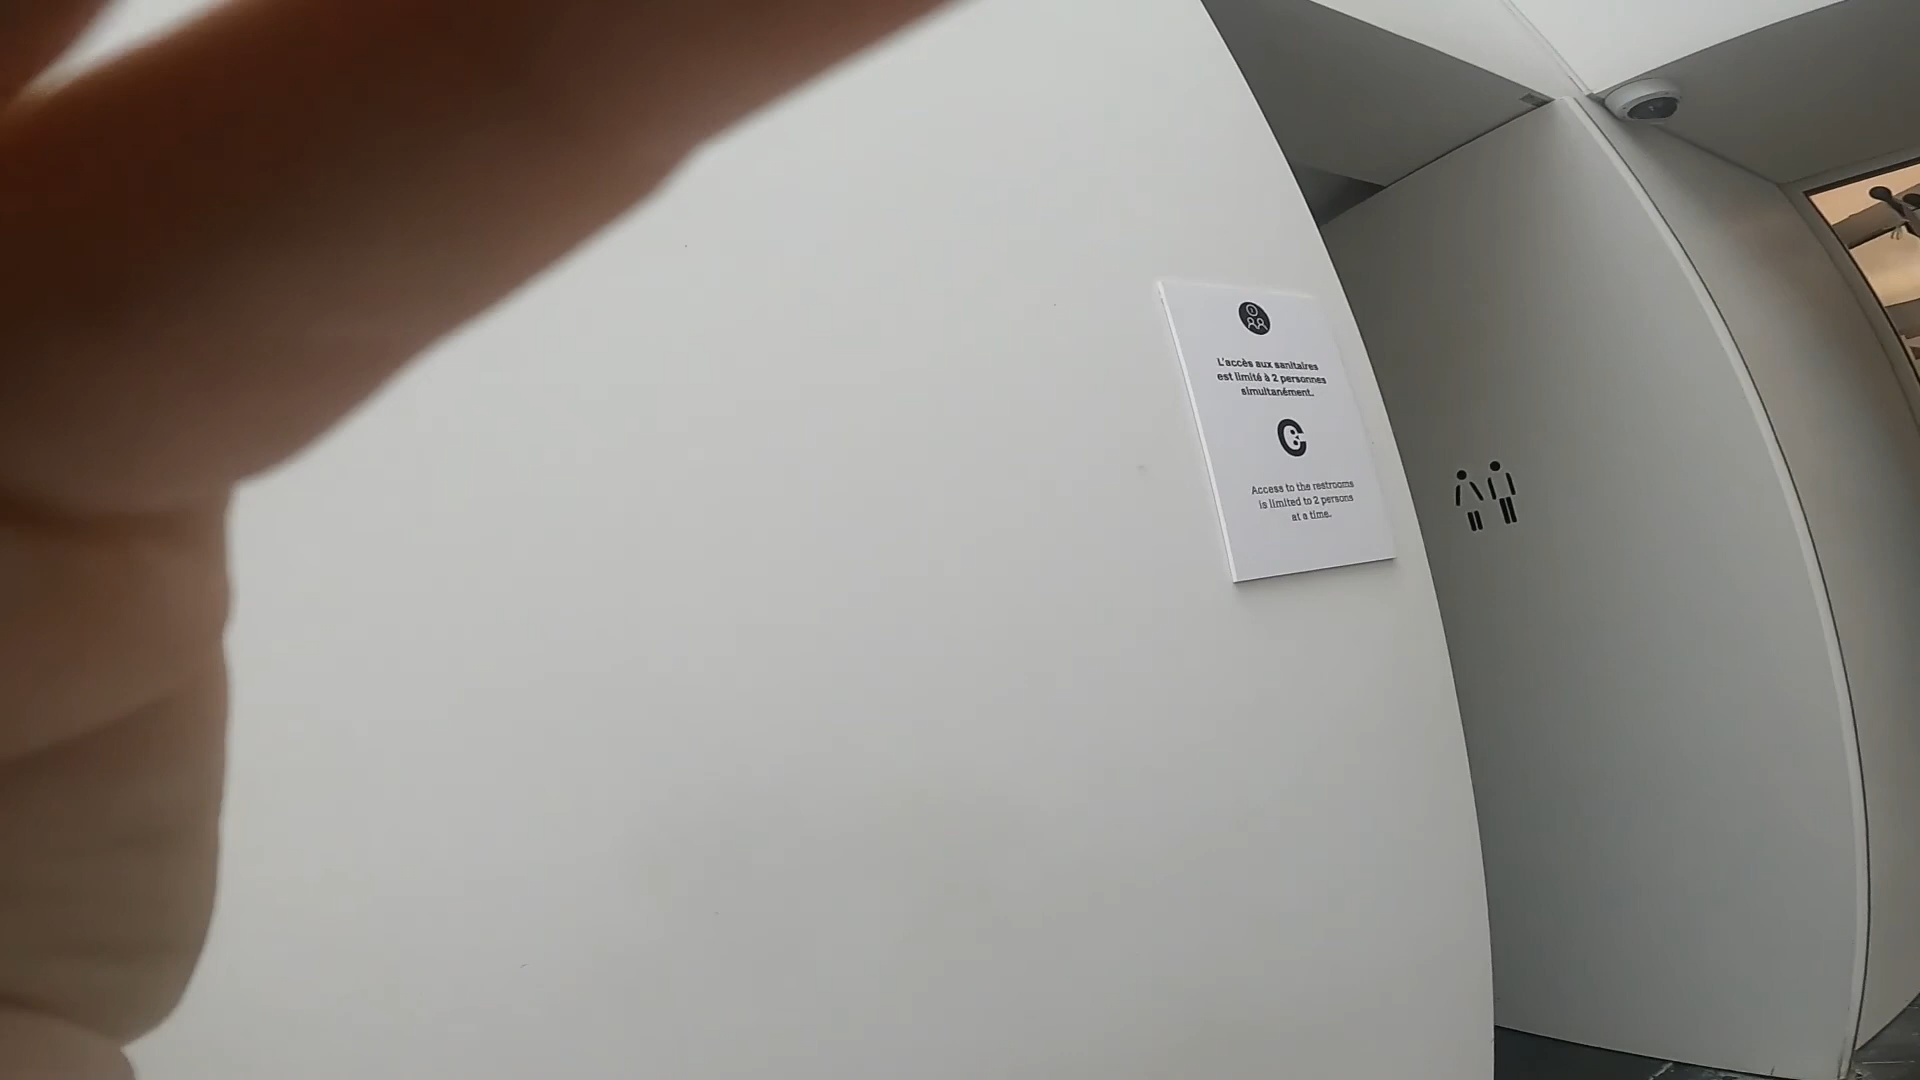 L'accès aux sanitaires
est limité à 2 personnes
simultanément.
Access to the restrooms
is limited to 2 persons
at a time.